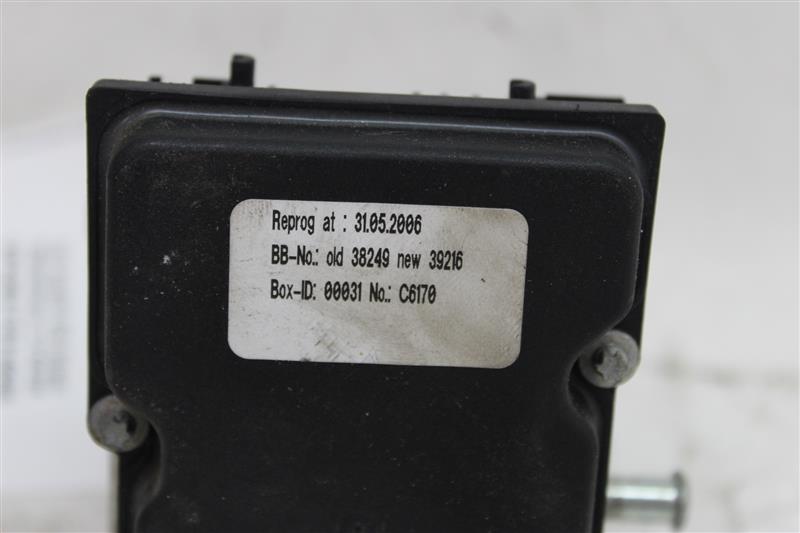 Reprog at : 31.05.2006
BB-No.: old 38249 new 39216
Box-ID: 00031 No.: C6170